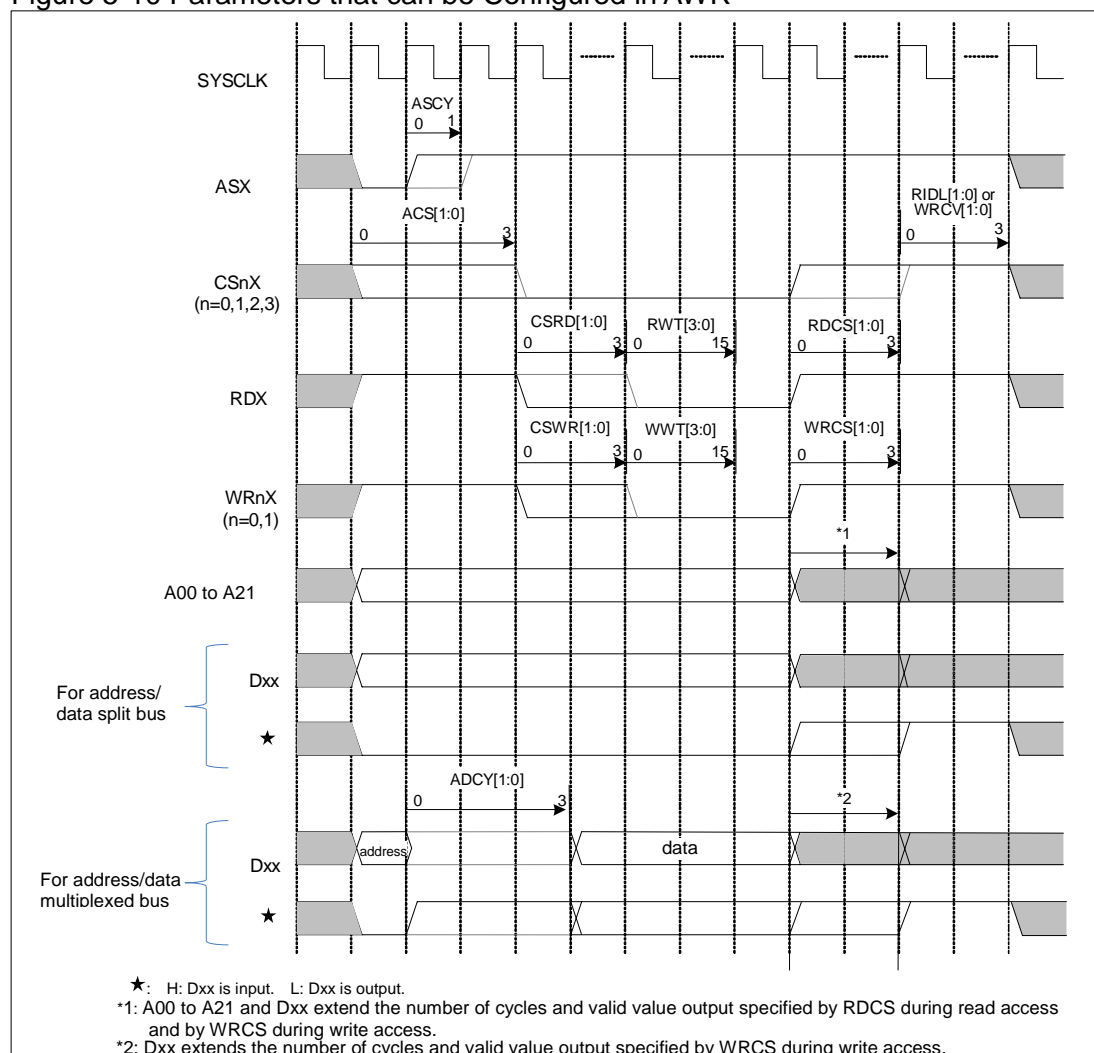 Figure 3-10 Parameters that can be Configured in AWR
SYSCLK
ASCY
0 1
ASX
ACS[1:0]
0 3
RIDL[1:0] or
WRCV[1:0]
0 3
CSnX
(n=0,1,2,3)
CSRD[1:0]
0 3
RWT[3:0]
0 15
RDCS[1:0]
0 3
RDX
CSWR[1:0]
0 3
WWT[3:0]
0 15
WRCS[1:0]
0 3
WRnX
(n=0,1)
*1
A00 to A21
For address/
data split bus
Dxx
★
ADCY[1:0]
0 3
*2
For address/data
multiplexed bus
Dxx
address
data
★
★: H: Dxx is input. L: Dxx is output.
*1: A00 to A21 and Dxx extend the number of cycles and valid value output specified by RDCS during read access
and by WRCS during write access.
*2: Dxx extends the number of cycles and valid value output specified by WRCS during write access.